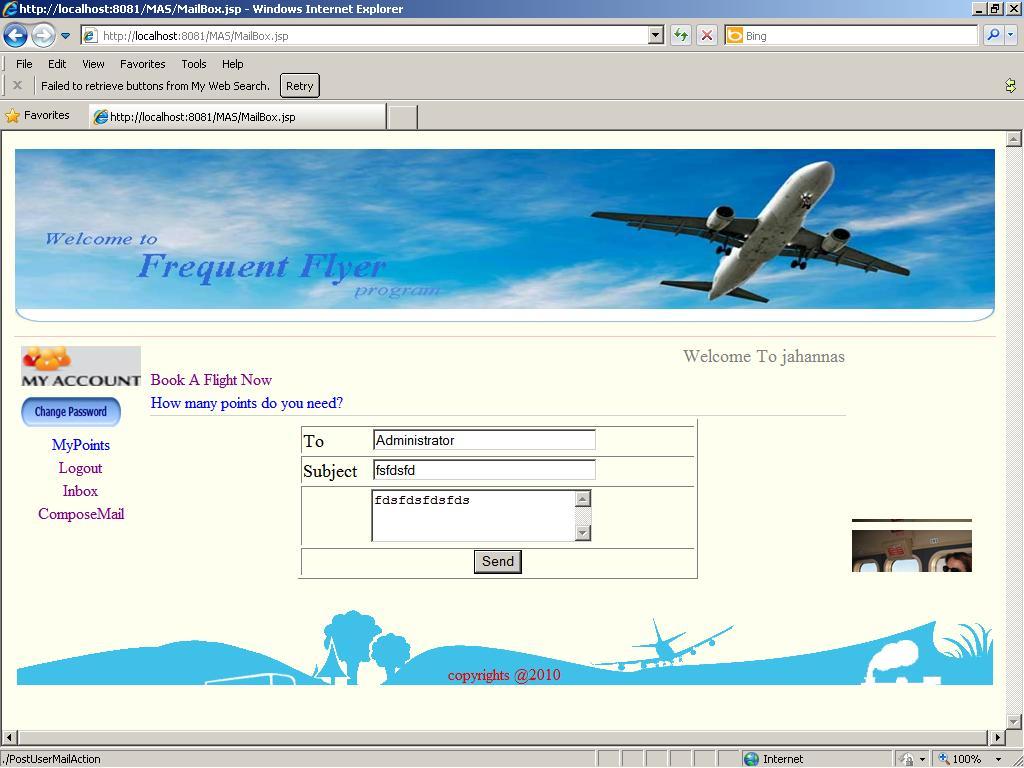 http://localhost:8081/MAS/MailBox.jsp - Windows Internet Explorer
http://localhost:8081/MAS/MailBox.jsp
Bing
File Edit View Favorites Tools Help
Failed to retrieve buttons from My Web Search. Retry
Favorites http://localhost:8081/MAS/MailBox.jsp
Welcome to
Frequent Flyer
program
Welcome To jahannas
MY ACCOUNT
Book A Flight Now
Change Password
How many points do you need?
MyPoints
Logout
Inbox
ComposeMail
To Administrator
Subject fsfdsfd
fdsfdsfdsfds
Send
copyrights @2010
./PostUserMailAction Internet 100%